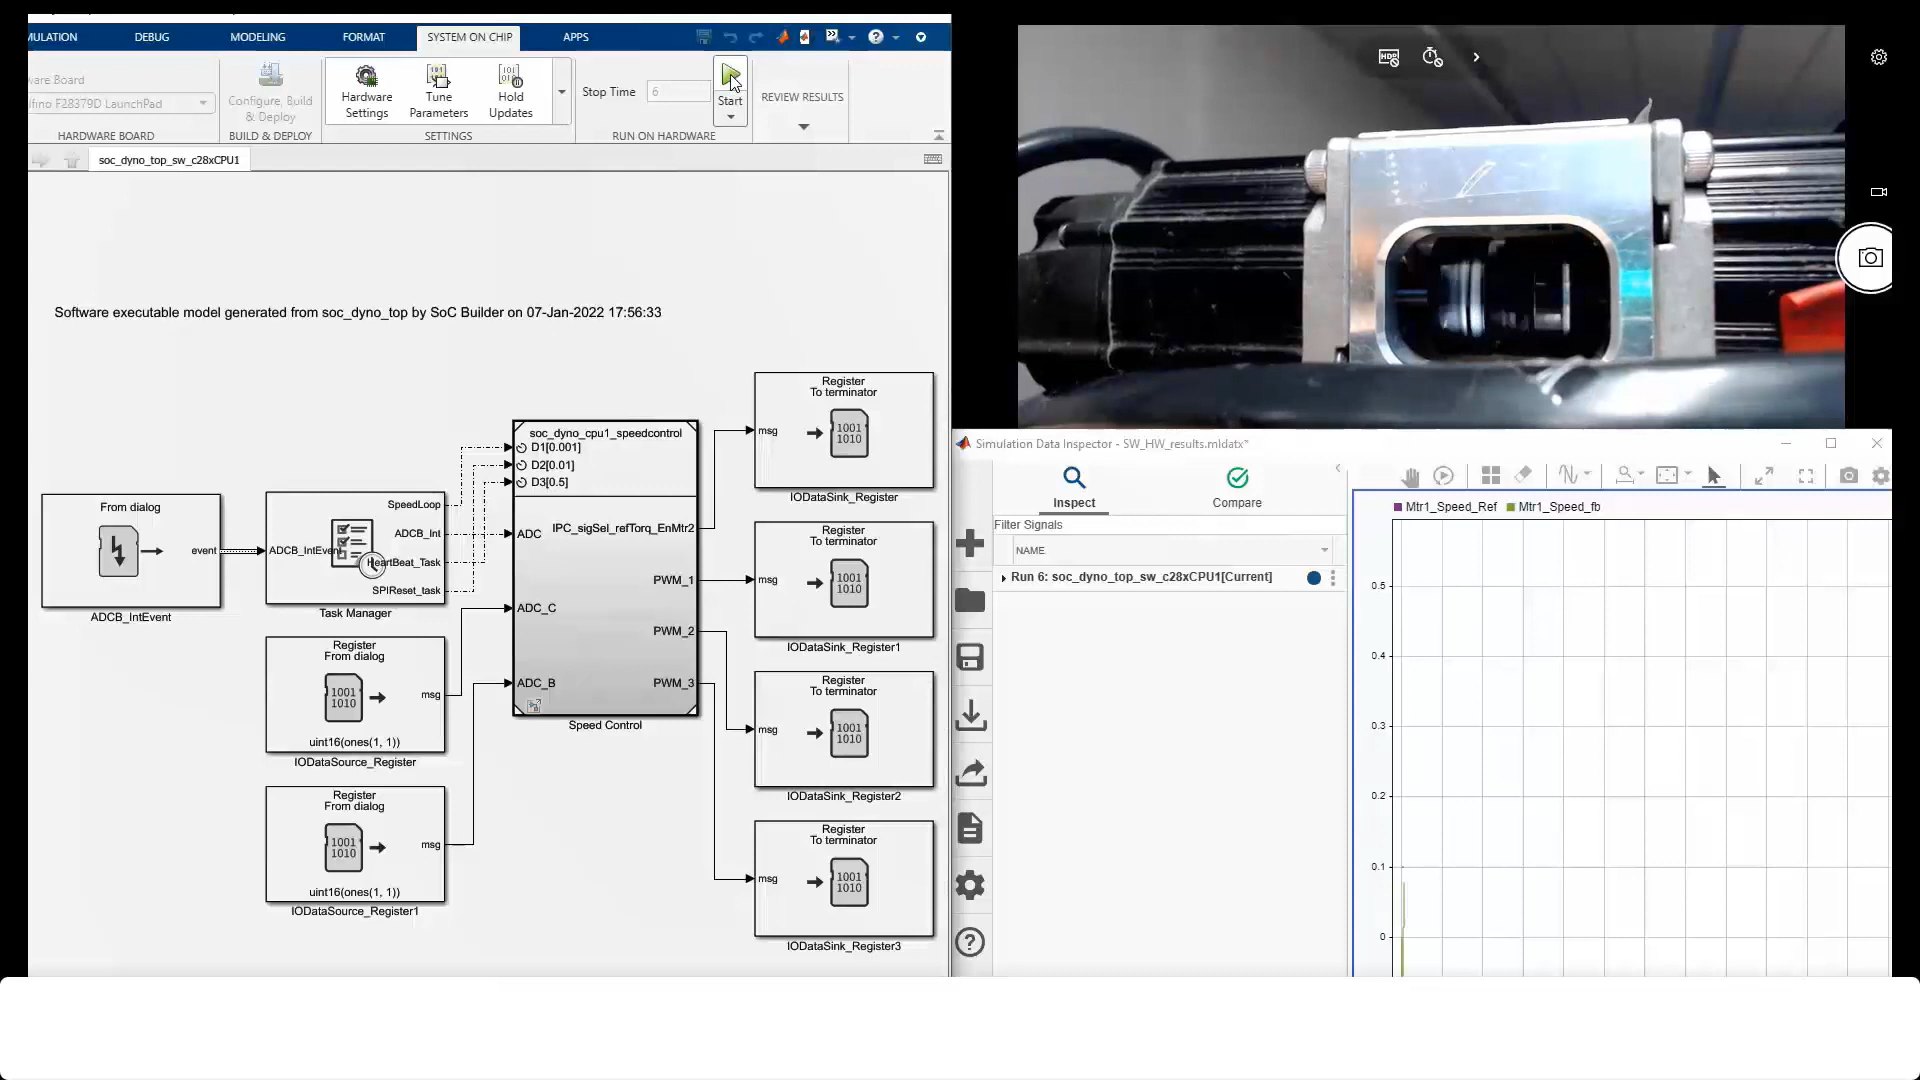 MULATION
DEBUG
MODELING
FORMAT
SYSTEM ON CHIP
APPS
ware Board
lfino F28379D LaunchPad
HARDWARE BOARD
Configure, Build
& Deploy
BUILD & DEPLOY
Hardware
Settings
Tune
Parameters
Hold
Updates
SETTINGS
Stop Time
6
Start
RUN ON HARDWARE
REVIEW RESULTS
soc_dyno_top_sw_c28xCPU1
Software executable model generated from soc_dyno_top by SoC Builder on 07-Jan-2022 17:56:33
From dialog
event
ADCB_IntEvent
ADCB_IntEvent
SpeedLoop
ADCB_Int
HeartBeat_Task
SPIReset_task
Task Manager
Register
From dialog
1001
1010
msg
uint16(ones(1, 1))
IODataSource_Register
Register
From dialog
1001
1010
msg
uint16(ones(1, 1))
IODataSource_Register1
soc_dyno_cpu1_speedcontrol
D1[0.001]
D2[0.01]
D3[0.5]
IPC_sigSel_refTorq_EnMtr2
ADC
PWM_1
ADC_C
PWM_2
ADC_B
PWM_3
Speed Control
Register
To terminator
msg
1001
1010
IODataSink_Register
Register
To terminator
msg
1001
1010
IODataSink_Register1
Register
To terminator
msg
1001
1010
IODataSink_Register2
Register
To terminator
msg
1001
1010
IODataSink_Register3
HDR
Simulation Data Inspector - SW_HW_results.mldatx*
Inspect
Compare
Filter Signals
NAME
Run 6: soc_dyno_top_sw_c28xCPU1[Current]
Mtr1_Speed_Ref
Mtr1_Speed_fb
0.5
0.4
0.3
0.2
0.1
0